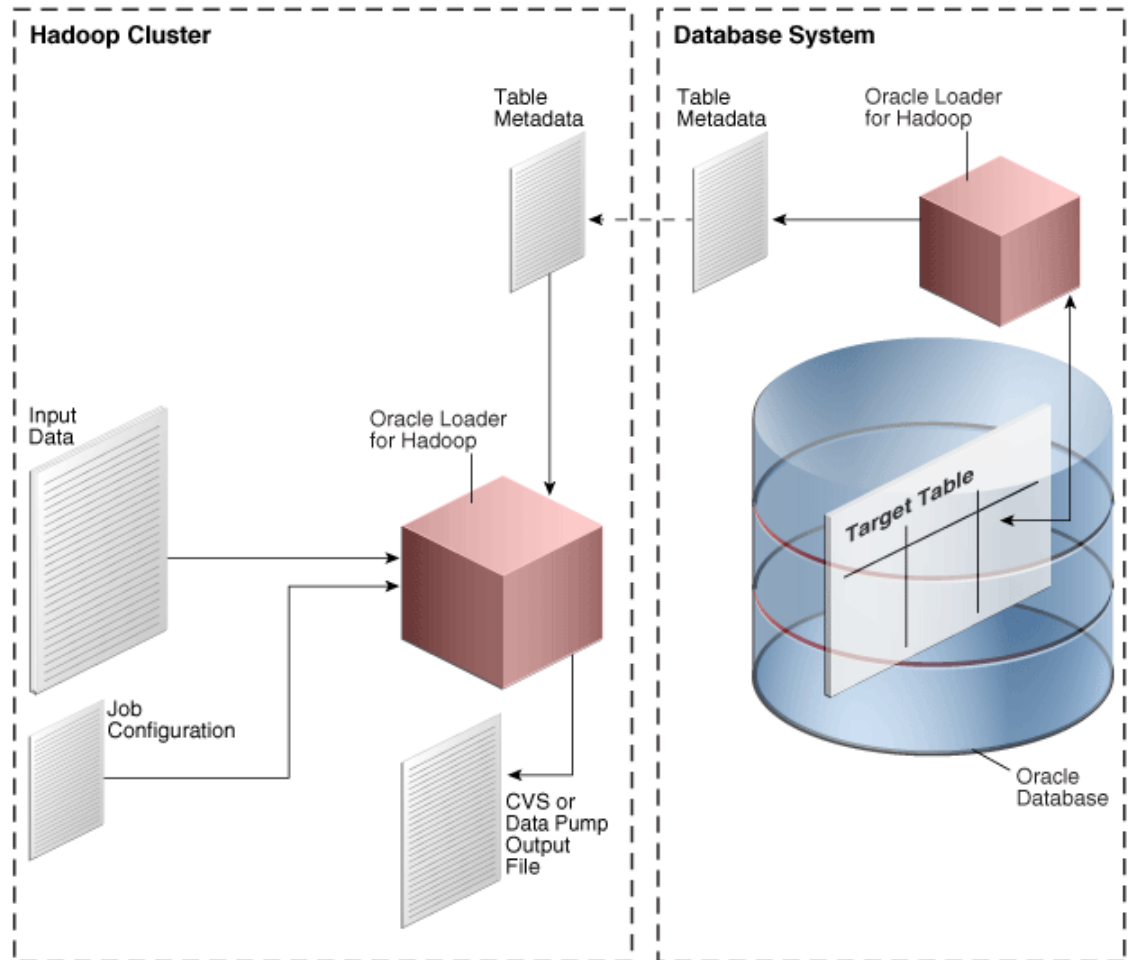 Hadoop Cluster
Table
Metadata
Input
Data
Oracle Loader
for Hadoop
Job
Configuration
CVS or
Data Pump
Output
File
Database System
Table
Metadata
Oracle Loader
for Hadoop
Target Table
Oracle
Database